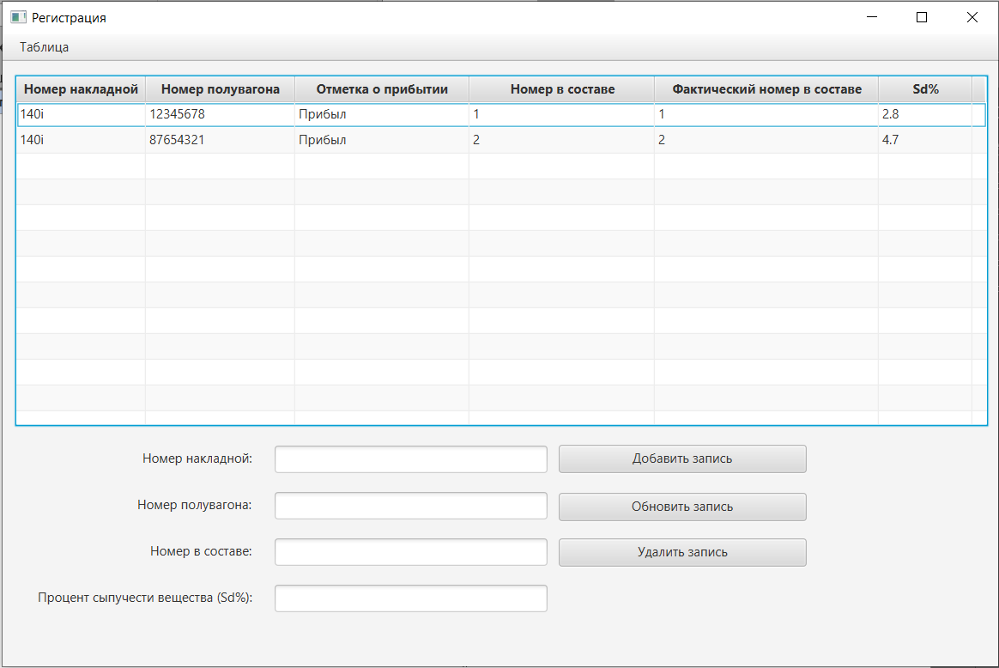 Регистрация
Таблица
Номер накладной Номер полувагона Отметка о прибытии Номер в составе Фактический номер в составе Sd%
140i 12345678 Прибыл 1 1 2.8
140i 87654321 Прибыл 2 2 4.7
Номер накладной: Добавить запись
Номер полувагона: Обновить запись
Номер в составе: Удалить запись
Процент сыпучести вещества (Sd%):